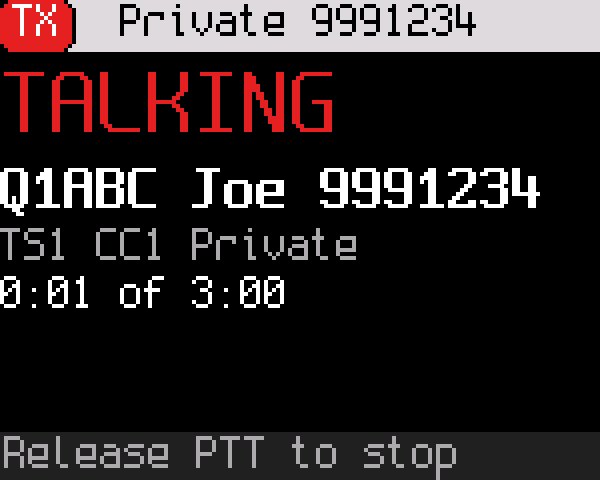 TX Private 9991234
TALKING
Q1ABC Joe 9991234
TS1 CC1 Private
0:01 of 3:00
Release PTT to stop